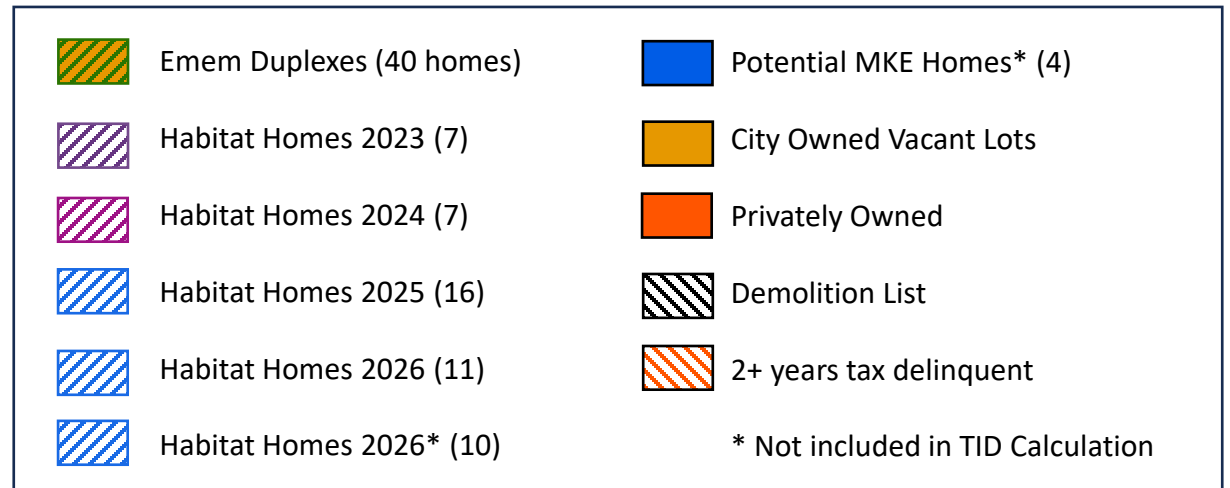 Emem Duplexes (40 homes)
Habitat Homes 2023 (7)
Habitat Homes 2024 (7)
Habitat Homes 2025 (16)
Habitat Homes 2026 (11)
Habitat Homes 2026* (10)
Potential MKE Homes* (4)
City Owned Vacant Lots
Privately Owned
Demolition List
2+ years tax delinquent
* Not included in TID Calculation